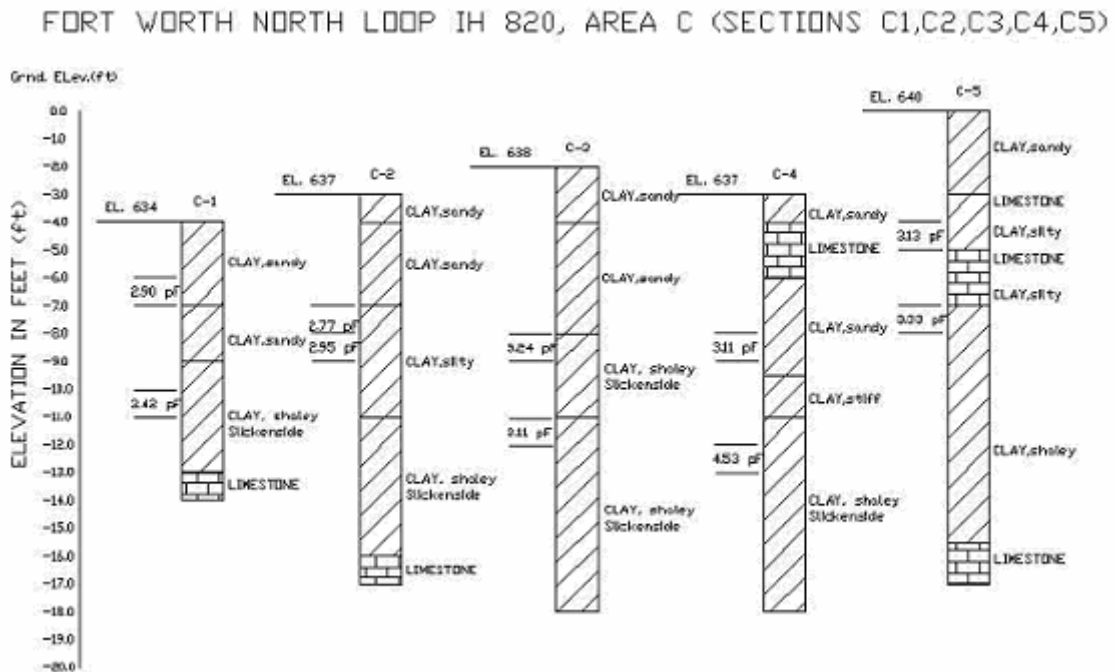 FORT WORTH NORTH LOOP IH 820, AREA C (SECTIONS C1,C2,C3,C4,C5)
Grnd. ELev.(ft)
ELEVATION IN FEET (ft)
0.0
-1.0
-2.0
-3.0
-4.0
-5.0
-6.0
-7.0
-8.0
-9.0
-10.0
-11.0
-12.0
-13.0
-14.0
-15.0
-16.0
-17.0
-18.0
-19.0
-20.0
EL. 634
C-1
2.90 pF
CLAY,sandy
CLAY,sandy
CLAY, shaley
Slickenside
LIMESTONE
EL. 637
C-2
2.77 pF
2.95 pF
CLAY,sandy
CLAY,sandy
CLAY,silty
CLAY, shaley
Slickenside
LIMESTONE
EL. 638
C-3
CLAY,sandy
CLAY,sandy
CLAY, shaley
Slickenside
CLAY, shaley
Slickenside
EL. 637
C-4
3.11 pF
4.53 pF
CLAY,sandy
LIMESTONE
CLAY,sandy
CLAY,stiff
CLAY, shaley
Slickenside
EL. 640
C-5
3.13 pF
CLAY,sandy
LIMESTONE
CLAY,silty
LIMESTONE
CLAY,silty
CLAY,shaley
LIMESTONE